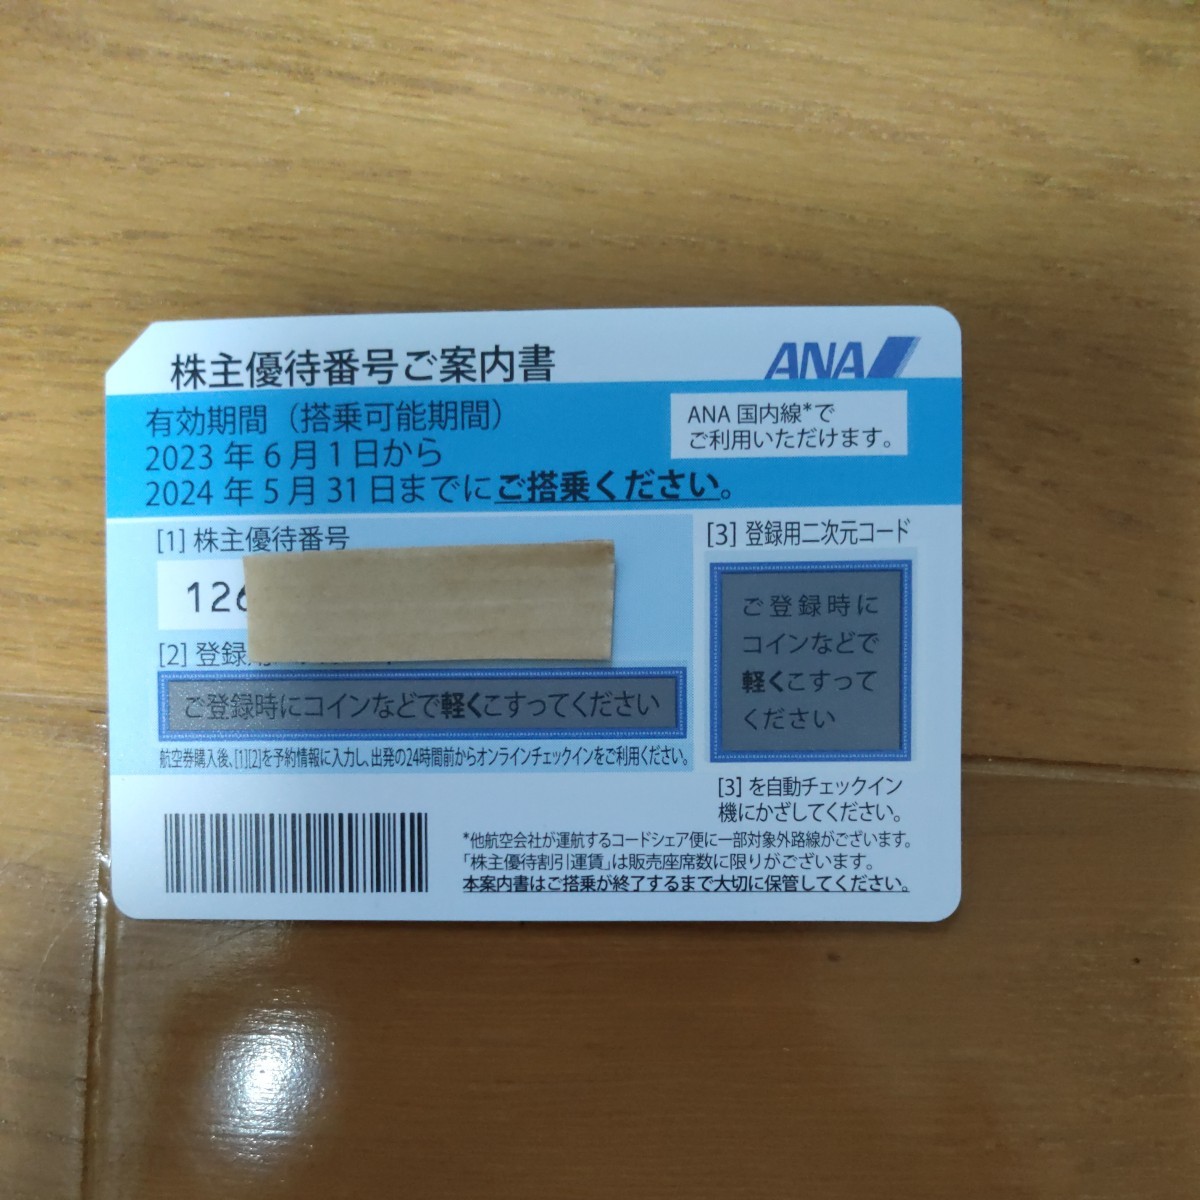 株主優待番号ご案内書
ANA
有効期間（搭乗可能期間）
2023 年 6 月 1 日から
2024 年 5 月 31 日までにご搭乗ください。
ANA 国内線*で
ご利用いただけます。
[1] 株主優待番号
126
[2] 登録用
ご登録時にコインなどで軽くこすってください
航空券購入後、[1][2]を予約情報に入力し、出発の24時間前からオンラインチェックインをご利用ください。
[3] 登録用二次元コード
ご登録時に
コインなどで
軽くこすって
ください
[3] を自動チェックイン
機にかざしてください。
*他航空会社が運航するコードシェア便に一部対象外路線がございます。
「株主優待割引運賃」は販売座席数に限りがございます。
本案内書はご搭乗が終了するまで大切に保管してください。